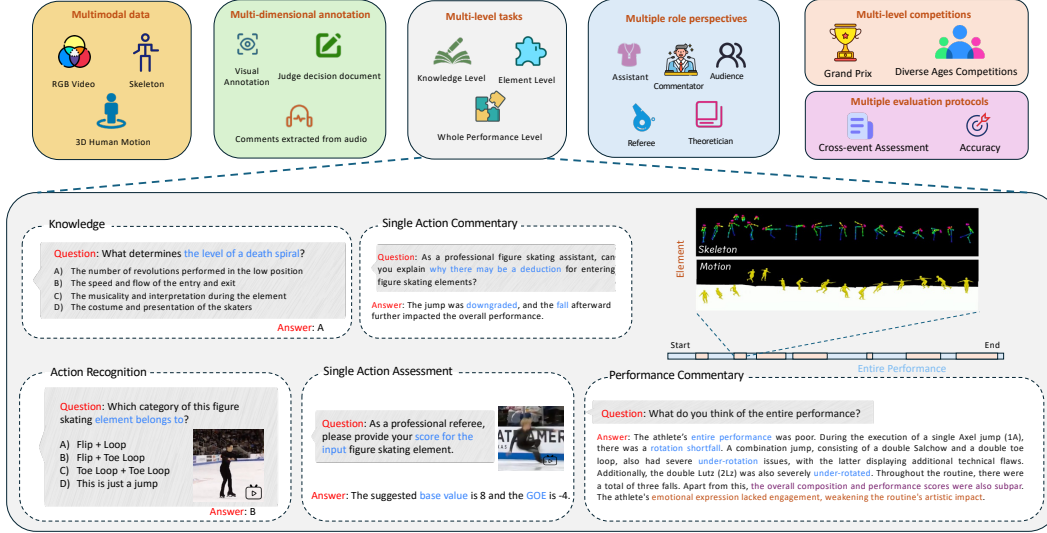 Multimodal data
RGB Video
Skeleton
3D Human Motion
Multi-dimensional annotation
Visual
Annotation
Judge decision document
Comments extracted from audio
Multi-level tasks
Knowledge Level
Element Level
Whole Performance Level
Multiple role perspectives
Assistant
Commentator
Audience
Referee
Theoretician
Multi-level competitions
Grand Prix
Diverse Ages Competitions
Multiple evaluation protocols
Cross-event Assessment
Accuracy
Knowledge
Question: What determines the level of a death spiral?
A) The number of revolutions performed in the low position
B) The speed and flow of the entry and exit
C) The musicality and interpretation during the element
D) The costume and presentation of the skaters
Answer: A
Single Action Commentary
Question: As a professional figure skating assistant, can
you explain why there may be a deduction for entering
figure skating elements?
Answer: The jump was downgraded, and the fall afterward
further impacted the overall performance.
Element
Skeleton
Motion
Start
End
Entire Performance
Action Recognition
Question: Which category of this figure
skating element belongs to?
A) Flip + Loop
B) Flip + Toe Loop
C) Toe Loop + Toe Loop
D) This is just a jump
Answer: B
Single Action Assessment
Question: As a professional referee,
please provide your score for the
input figure skating element.
Answer: The suggested base value is 8 and the GOE is -4.
Performance Commentary
Question: What do you think of the entire performance?
Answer: The athlete's entire performance was poor. During the execution of a single Axel jump (1A),
there was a rotation shortfall. A combination jump, consisting of a double Salchow and a double toe
loop, also had severe under-rotation issues, with the latter displaying additional technical flaws.
Additionally, the double Lutz (2Lz) was also severely under-rotated. Throughout the routine, there were
a total of three falls. Apart from this, the overall composition and performance scores were also subpar.
The athlete's emotional expression lacked engagement, weakening the routine's artistic impact.